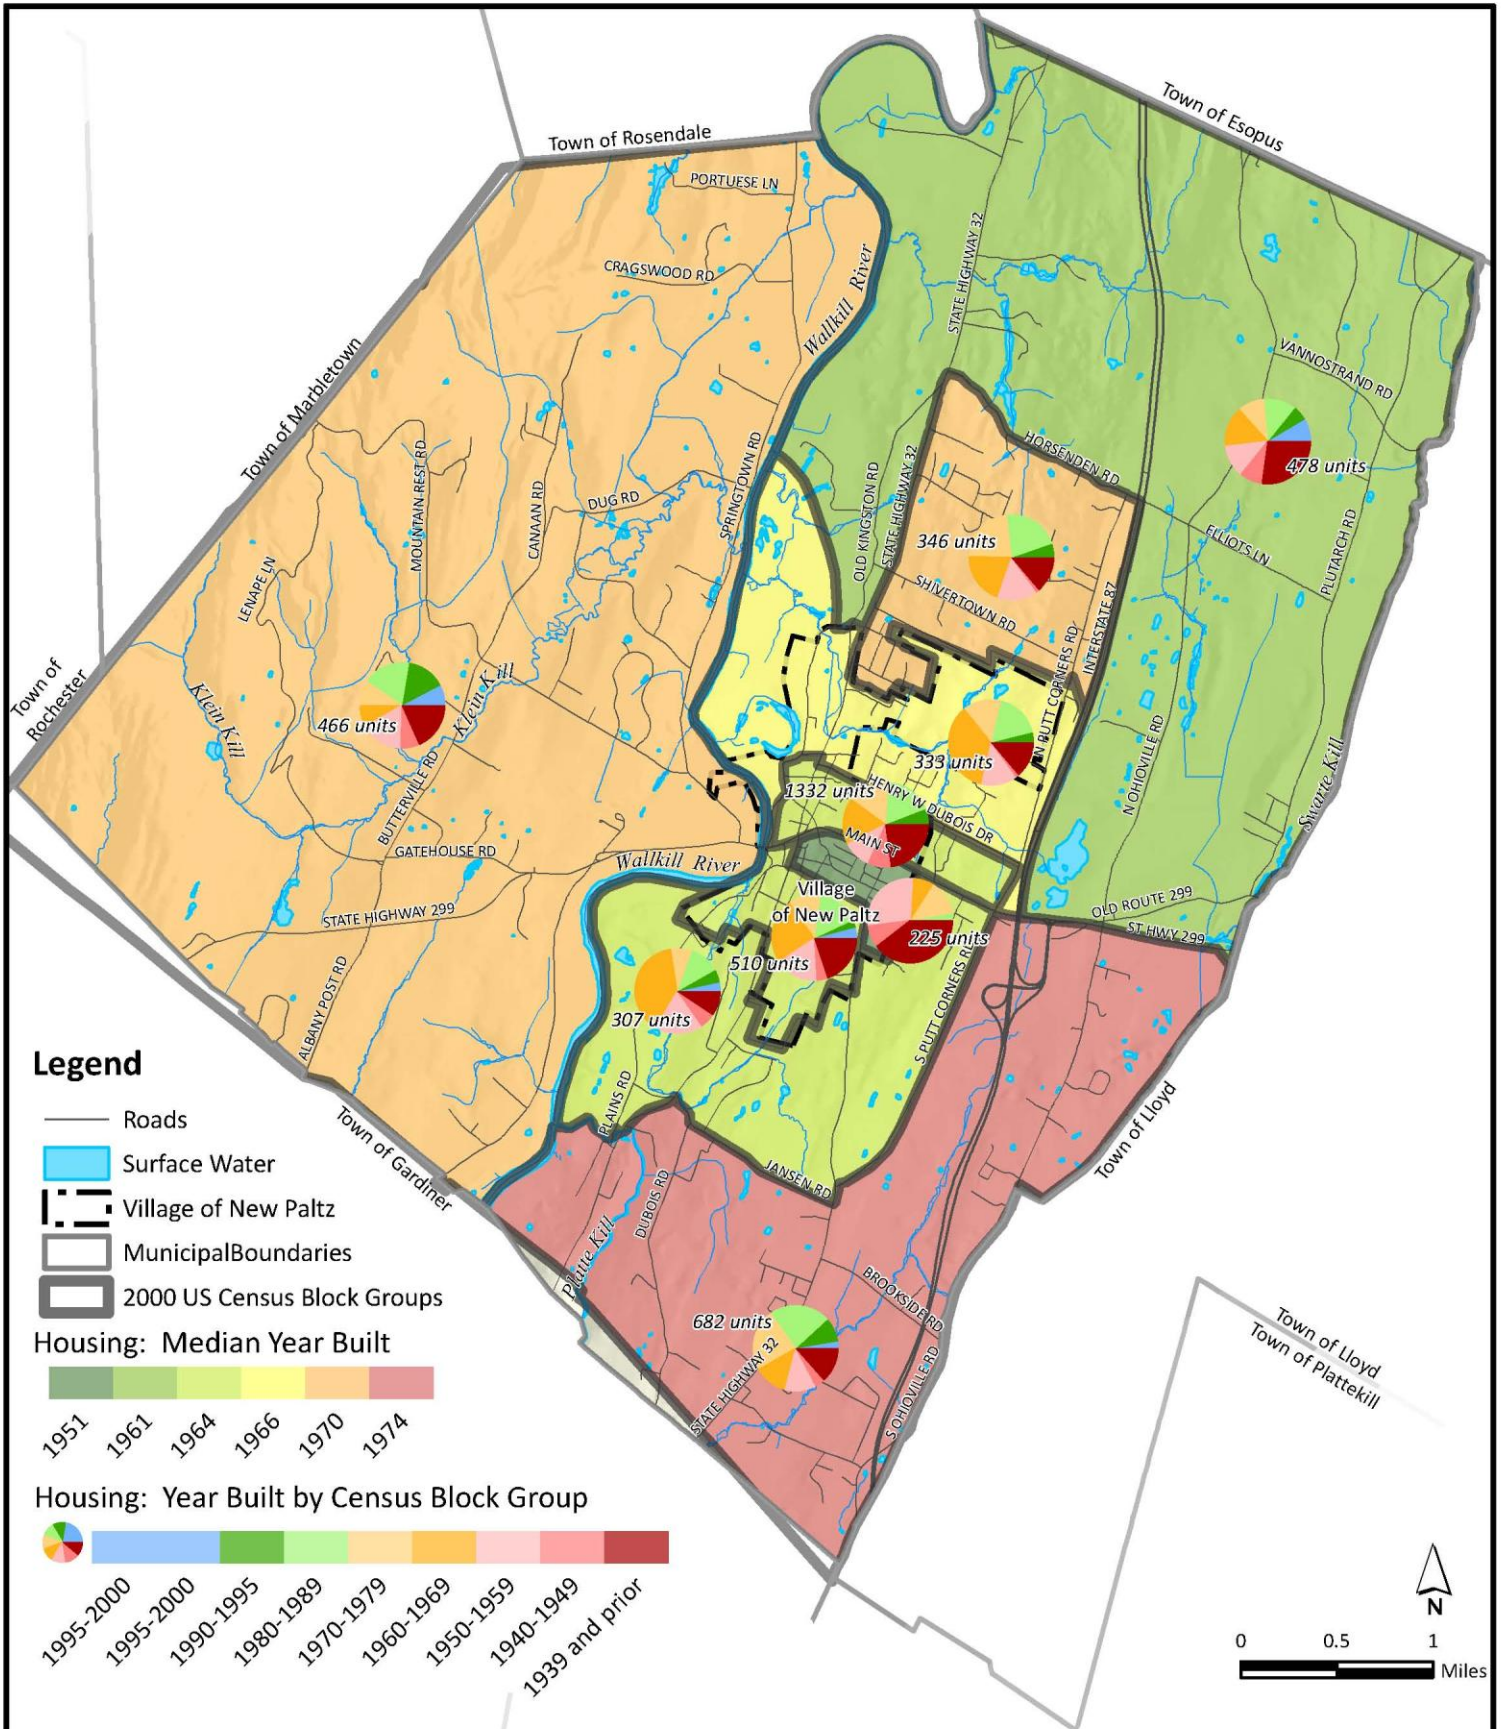 Town of Esopus
Town of Rosendale
PORTUESE LN
CRAGSWOOD RD
Wallkill River
STATE HIGHWAY 32
Town of Marbletown
VANNOSTRAND RD
HORSENDEN RD
478 units
MOUNTAIN REST RD
CANAAN RD
DUG RD
SPRINGTOWN RD
OLD KINGSTON RD
STATE HIGHWAY 32
346 units
ELLIOTS LN
PLUTARCH RD
SHIVERTOWN RD
INTERSTATE 87
LENAPE LN
Town of
Rochester
Klein Kill
Klein Kill
466 units
N PUTT CORNERS RD
333 units
N OHIOVILLE RD
Swarte Kill
BUTTERVILLE RD
1332 units
HENRY W DUBOIS DR
MAIN ST
GATEHOUSE RD
Wallkill River
Village
of New Paltz
OLD ROUTE 299
ST HWY 299
STATE HIGHWAY 299
225 units
510 units
307 units
S PUTT CORNERS RD
ALBANY POST RD
PLAINS RD
Town of Gardiner
Town of Lloyd
JANSEN RD
DUBOIS RD
Platte Kill
BROOKSIDE RD
682 units
STATE HIGHWAY 32
S OHIOVILLE RD
Town of Lloyd
Town of Plattekill
Legend
Roads
Surface Water
Village of New Paltz
MunicipalBoundaries
2000 US Census Block Groups
Housing: Median Year Built
1951
1961
1964
1966
1970
1974
Housing: Year Built by Census Block Group
1995-2000
1995-2000
1990-1995
1980-1989
1970-1979
1960-1969
1950-1959
1940-1949
1939 and prior
N
0 0.5 1
Miles